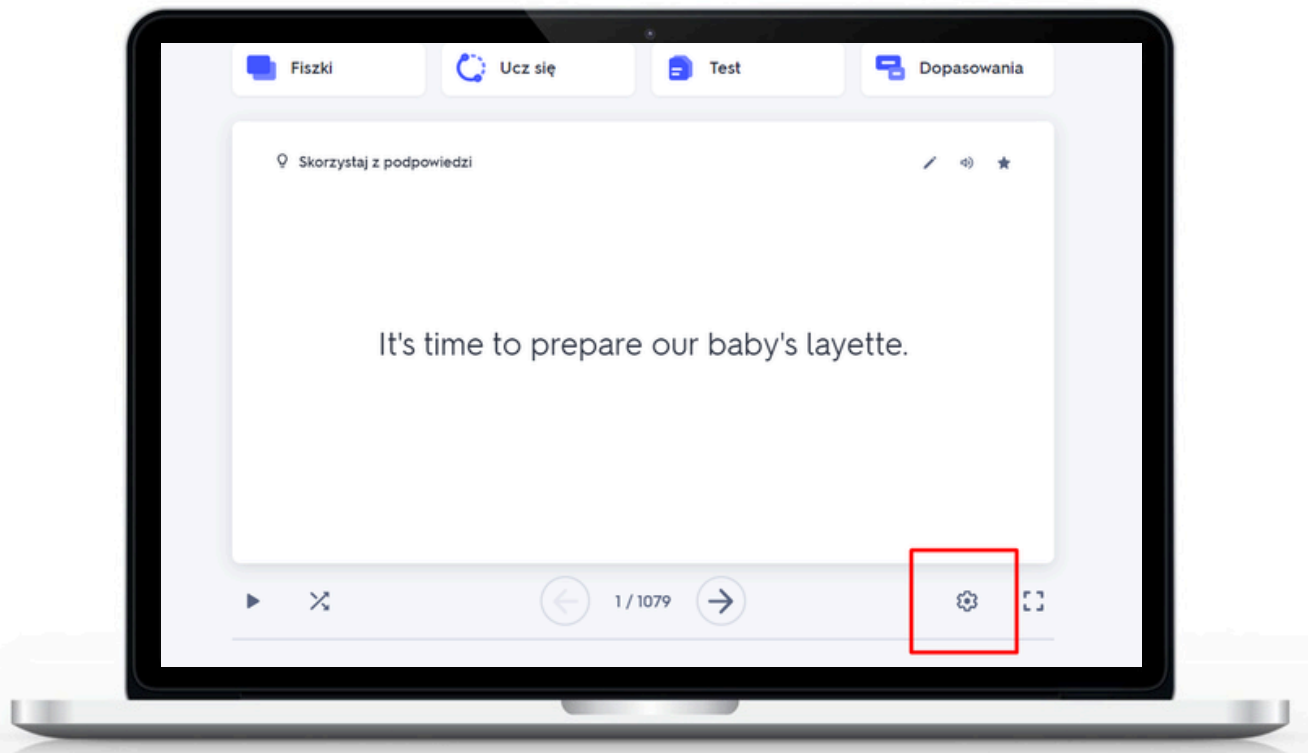 Fiszki
Ucz się
Test
Dopasowania
Skorzystaj z podpowiedzi
It's time to prepare our baby's layette.
1 / 1079